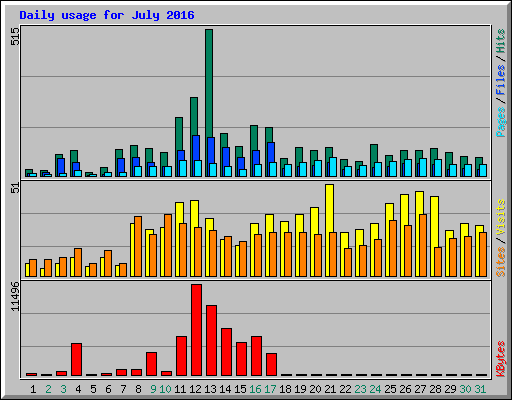 Daily usage for July 2016
515
Pages / Files / Hits
51
Sites / Visits
11496
KBytes
1 2 3 4 5 6 7 8 9 10 11 12 13 14 15 16 17 18 19 20 21 22 23 24 25 26 27 28 29 30 31